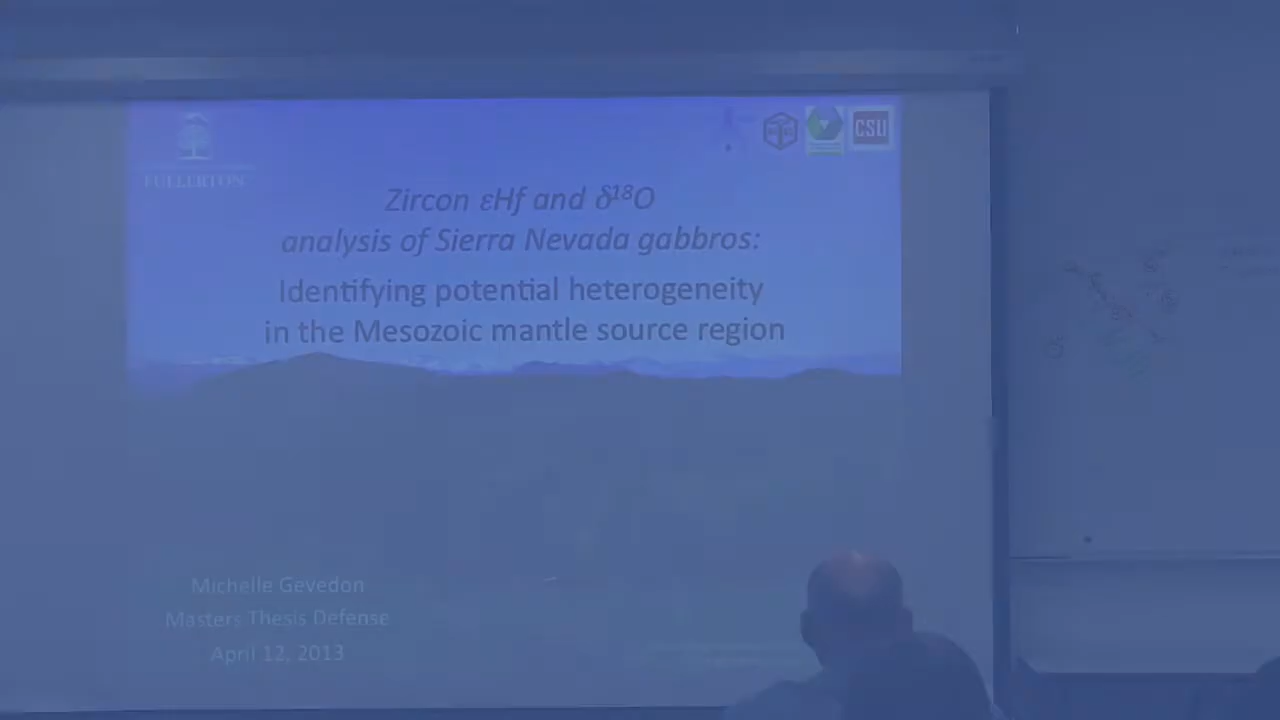 FULLERTON
CSU
Zircon εHf and δ¹⁸O
analysis of Sierra Nevada gabbros:
Identifying potential heterogeneity
in the Mesozoic mantle source region
Michelle Gevedon
Masters Thesis Defense
April 12, 2013